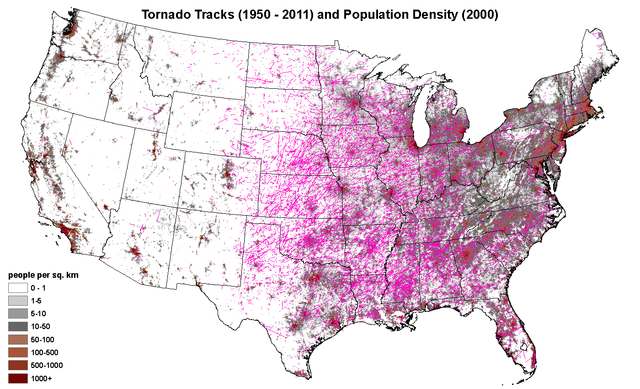 Tornado Tracks (1950 - 2011) and Population Density (2000)
people per sq. km
0 - 1
1-5
5-10
10-50
50-100
100-500
500-1000
1000+